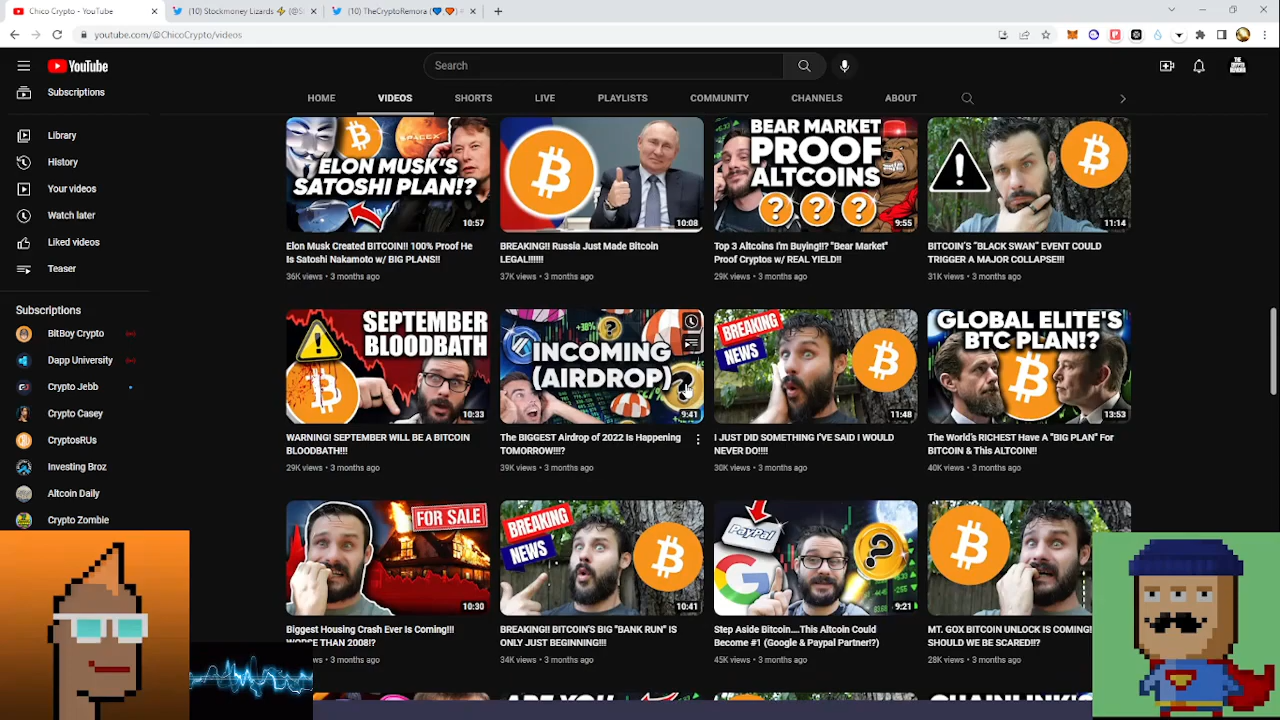 Chico Crypto - YouTube
(10) Stockmoney Lizards ⚡ (@S
(10) TheCryptoRemora (💙,🧡) #
youtube.com/@ChicoCrypto/videos
YouTube
Search
Subscriptions
HOME
VIDEOS
SHORTS
LIVE
PLAYLISTS
COMMUNITY
CHANNELS
ABOUT
Library
History
Your videos
Watch later
Liked videos
Teaser
Subscriptions
BitBoy Crypto
Dapp University
Crypto Jebb
Crypto Casey
CryptosRUs
Investing Broz
Altcoin Daily
Crypto Zombie
SPACEX
ELON MUSK'S
SATOSHI PLAN!?
10:57
Elon Musk Created BITCOIN!! 100% Proof He
Is Satoshi Nakamoto w/ BIG PLANS!!
36K views • 3 months ago
10:08
BREAKING!! Russia Just Made Bitcoin
LEGAL!!!!!!
37K views • 3 months ago
BEAR MARKET
PROOF
ALTCOINS
? ? ?
9:55
Top 3 Altcoins I'm Buying!!? "Bear Market"
Proof Cryptos w/ REAL YIELD!!
29K views • 3 months ago
11:14
BITCOIN'S "BLACK SWAN" EVENT COULD
TRIGGER A MAJOR COLLAPSE!!!
31K views • 3 months ago
SEPTEMBER
BLOODBATH
10:33
WARNING! SEPTEMBER WILL BE A BITCOIN
BLOODBATH!!!
29K views • 3 months ago
INCOMING
(AIRDROP)
9:41
The BIGGEST Airdrop of 2022 Is Happening
TOMORROW!!!?
39K views • 3 months ago
BREAKING
NEWS
11:48
I JUST DID SOMETHING I'VE SAID I WOULD
NEVER DO!!!!
30K views • 3 months ago
GLOBAL ELITE'S
BTC PLAN!?
13:53
The World's RICHEST Have A "BIG PLAN" For
BITCOIN & This ALTCOIN!!
40K views • 3 months ago
FOR SALE
10:30
Biggest Housing Crash Ever Is Coming!!!
WORSE THAN 2008!?
views • 3 months ago
BREAKING
NEWS
10:41
BREAKING!! BITCOIN'S BIG "BANK RUN" IS
ONLY JUST BEGINNING!!!
34K views • 3 months ago
PayPal
G
?
9:21
Step Aside Bitcoin....This Altcoin Could
Become #1 (Google & Paypal Partner!?)
45K views • 3 months ago
MT. GOX BITCOIN UNLOCK IS COMING!
SHOULD WE BE SCARED!!?
28K views • 3 months ago